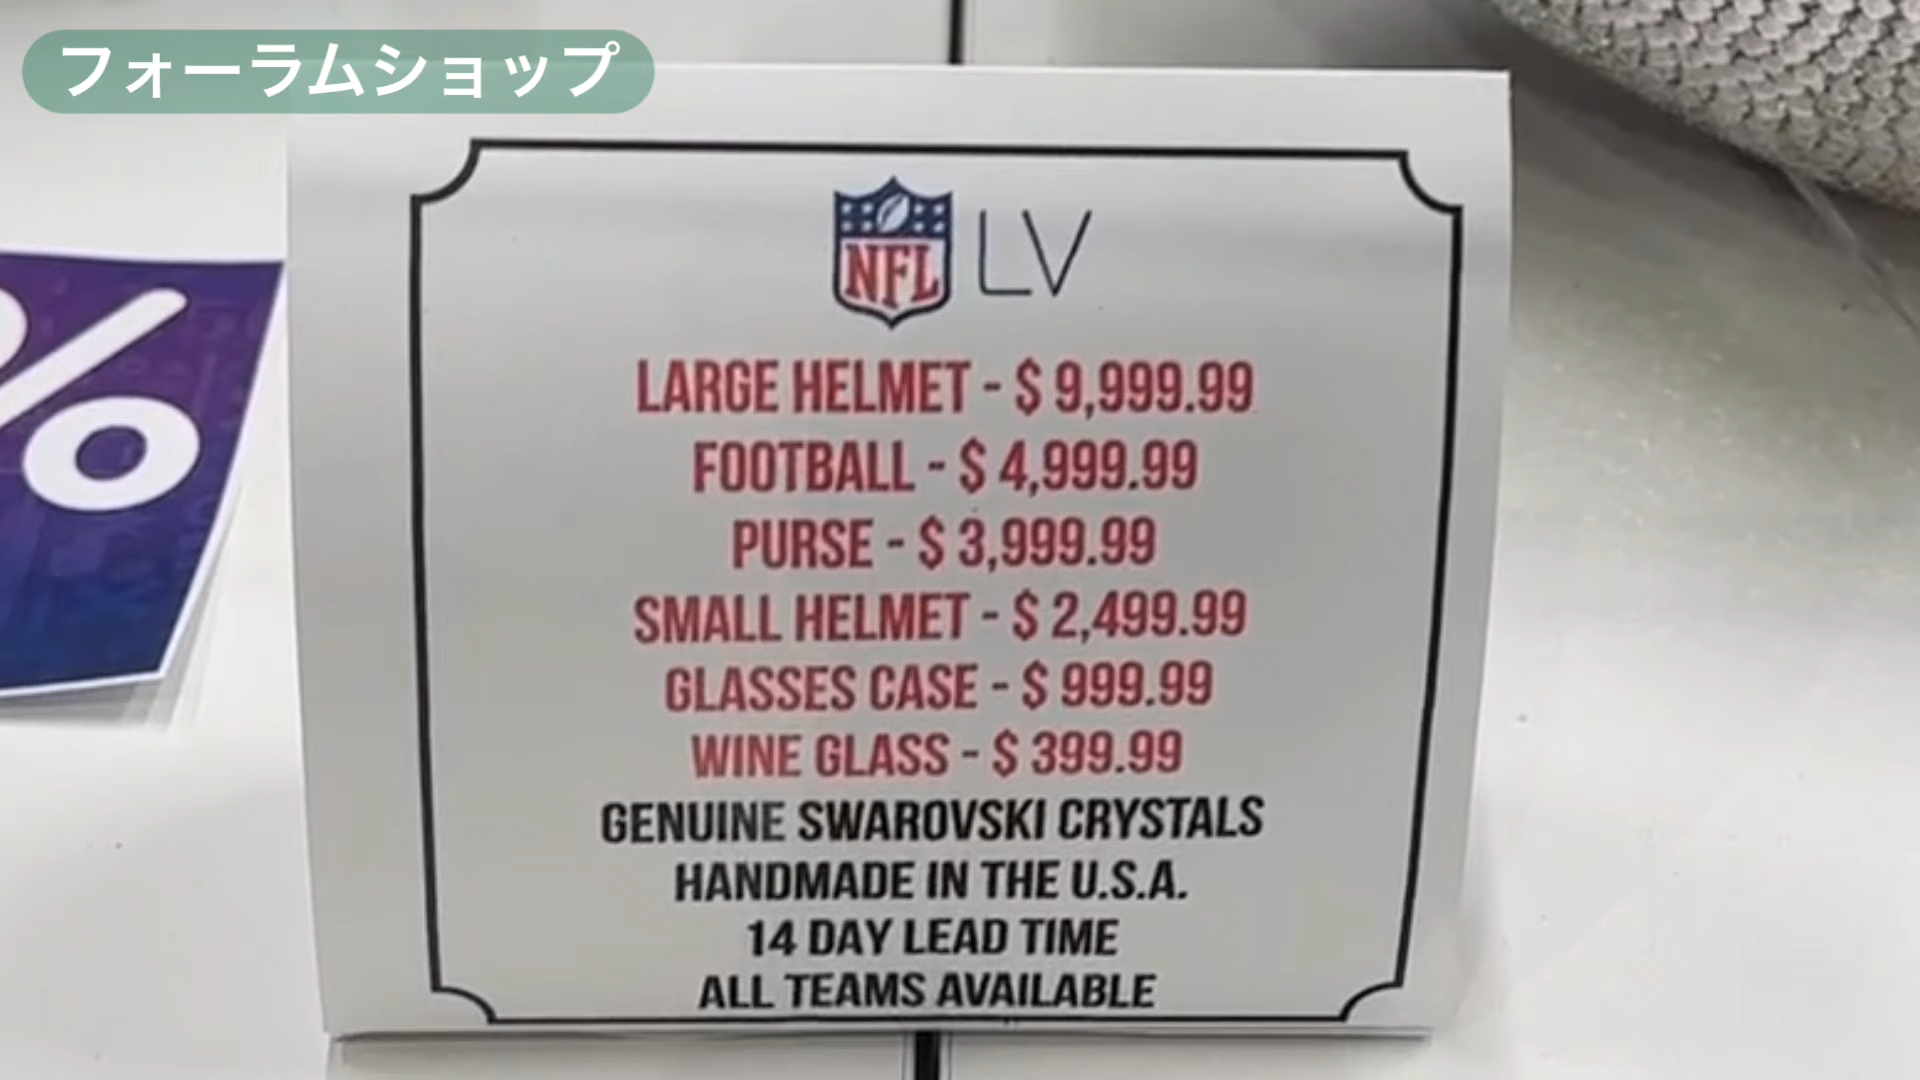 フォーラムショップ
NFL LV
LARGE HELMET - $ 9,999.99
FOOTBALL - $ 4,999.99
PURSE - $ 3,999.99
SMALL HELMET - $ 2,499.99
GLASSES CASE - $ 999.99
WINE GLASS - $ 399.99
GENUINE SWAROVSKI CRYSTALS
HANDMADE IN THE U.S.A.
14 DAY LEAD TIME
ALL TEAMS AVAILABLE
%